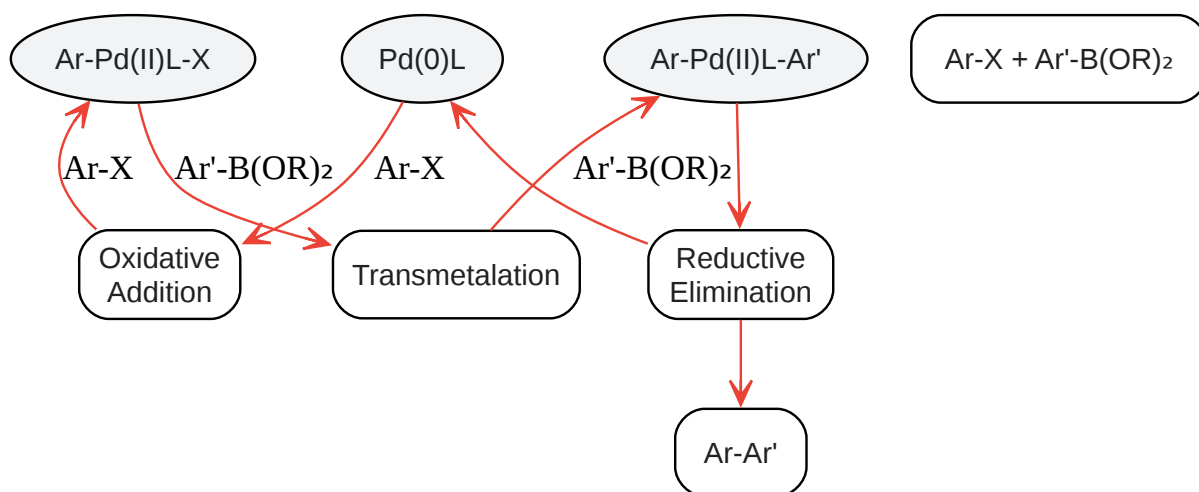 Ar-Pd(II)L-X
Pd(0)L
Ar-Pd(II)L-Ar'
Ar-X + Ar'-B(OR)₂
Ar-X
Ar'-B(OR)₂
Ar-X
Ar'-B(OR)₂
Oxidative
Addition
Transmetalation
Reductive
Elimination
Ar-Ar'